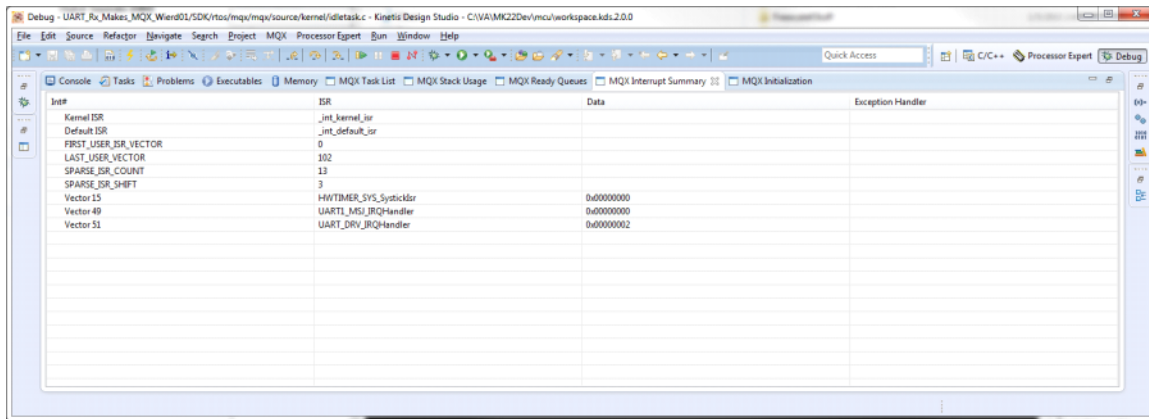 Debug - UART_Rx_Makes_MQX_Wierd01/SDK/rtos/mqx/mqx/source/kernel/idletask.c - Kinetis Design Studio - C:\VA\MK22Dev\mcu\workspace.kds.2.0.0
File Edit Source Refactor Navigate Search Project MQX Processor Expert Run Window Help
Quick Access C/C++ Processor Expert Debug
Console Tasks Problems Executables Memory MQX Task List MQX Stack Usage MQX Ready Queues MQX Interrupt Summary MQX Initialization
Int# ISR Data Exception Handler
Kernel ISR _int_kernel_isr
Default ISR _int_default_isr
FIRST_USER_ISR_VECTOR 0
LAST_USER_VECTOR 102
SPARSE_ISR_COUNT 13
SPARSE_ISR_SHIFT 3
Vector 15 HWTIMER_SYS_SystickIsr 0x00000000
Vector 49 UART1_MSJ_IRQHandler 0x00000000
Vector 51 UART_DRV_IRQHandler 0x00000002